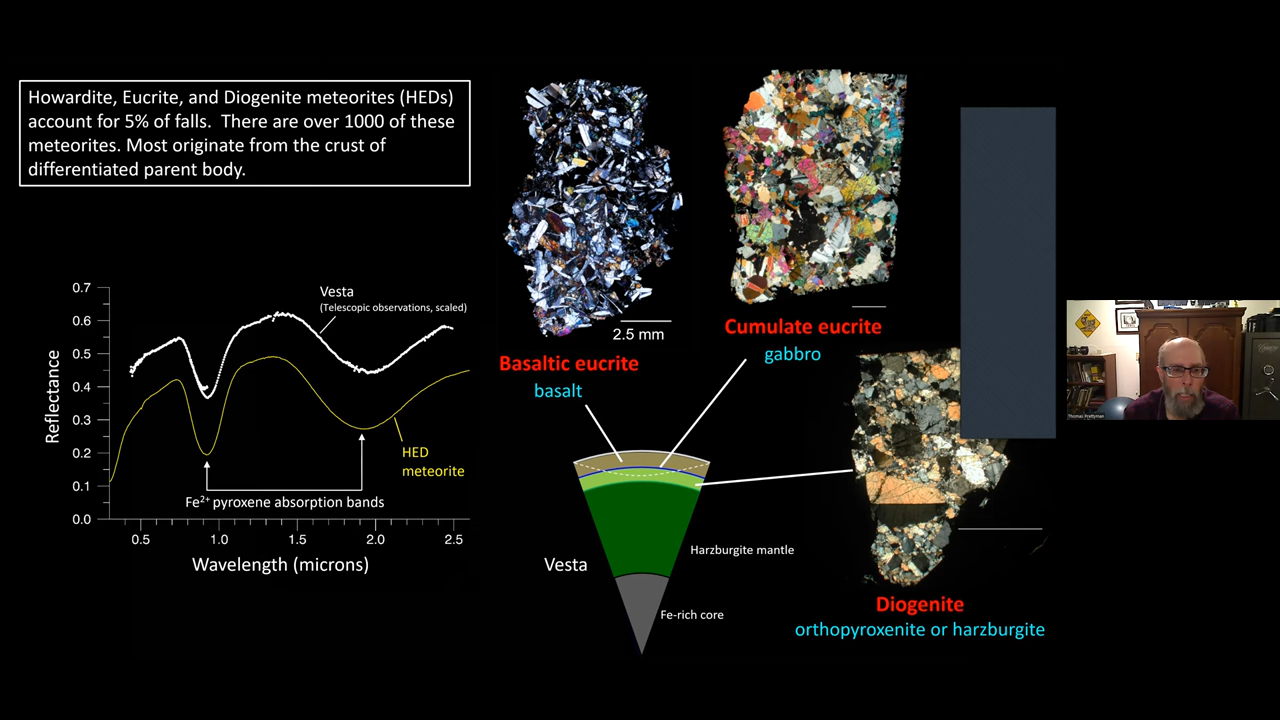 Howardite, Eucrite, and Diogenite meteorites (HEDs)
account for 5% of falls. There are over 1000 of these
meteorites. Most originate from the crust of
differentiated parent body.
0.7
0.6
0.5
0.4
0.3
0.2
0.1
0.0
Reflectance
Vesta
(Telescopic observations, scaled)
HED
meteorite
Fe2+ pyroxene absorption bands
0.5
1.0
1.5
2.0
2.5
Wavelength (microns)
2.5 mm
Basaltic eucrite
basalt
Cumulate eucrite
gabbro
Vesta
Harzburgite mantle
Fe-rich core
Diogenite
orthopyroxenite or harzburgite
Thomas Prettyman